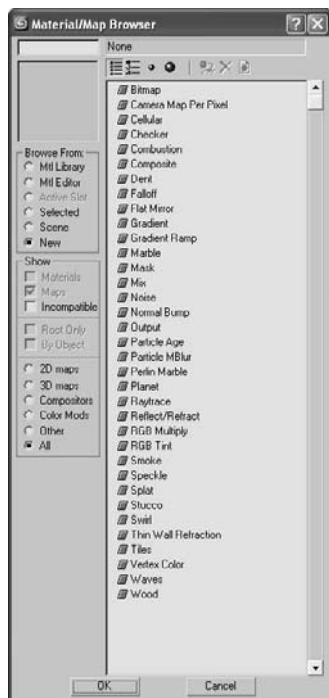 Material/Map Browser
None
Browse From:
Mtl Library
Mtl Editor
Active Slot
Selected
Scene
New
Show
Materials
Maps
Incompatible
Root Only
By Object
2D maps
3D maps
Compositors
Color Mods
Other
All
Bitmap
Camera Map Per Pixel
Cellular
Checker
Combustion
Composite
Dent
Falloff
Flat Mirror
Gradient
Gradient Ramp
Marble
Mask
Mix
Noise
Normal Bump
Output
Particle Age
Particle MBlur
Perlin Marble
Planet
Raytrace
Reflect/Refract
RGB Multiply
RGB Tint
Smoke
Speckle
Splat
Stucco
Swirl
Thin Wall Refraction
Tiles
Vertex Color
Waves
Wood
OK
Cancel